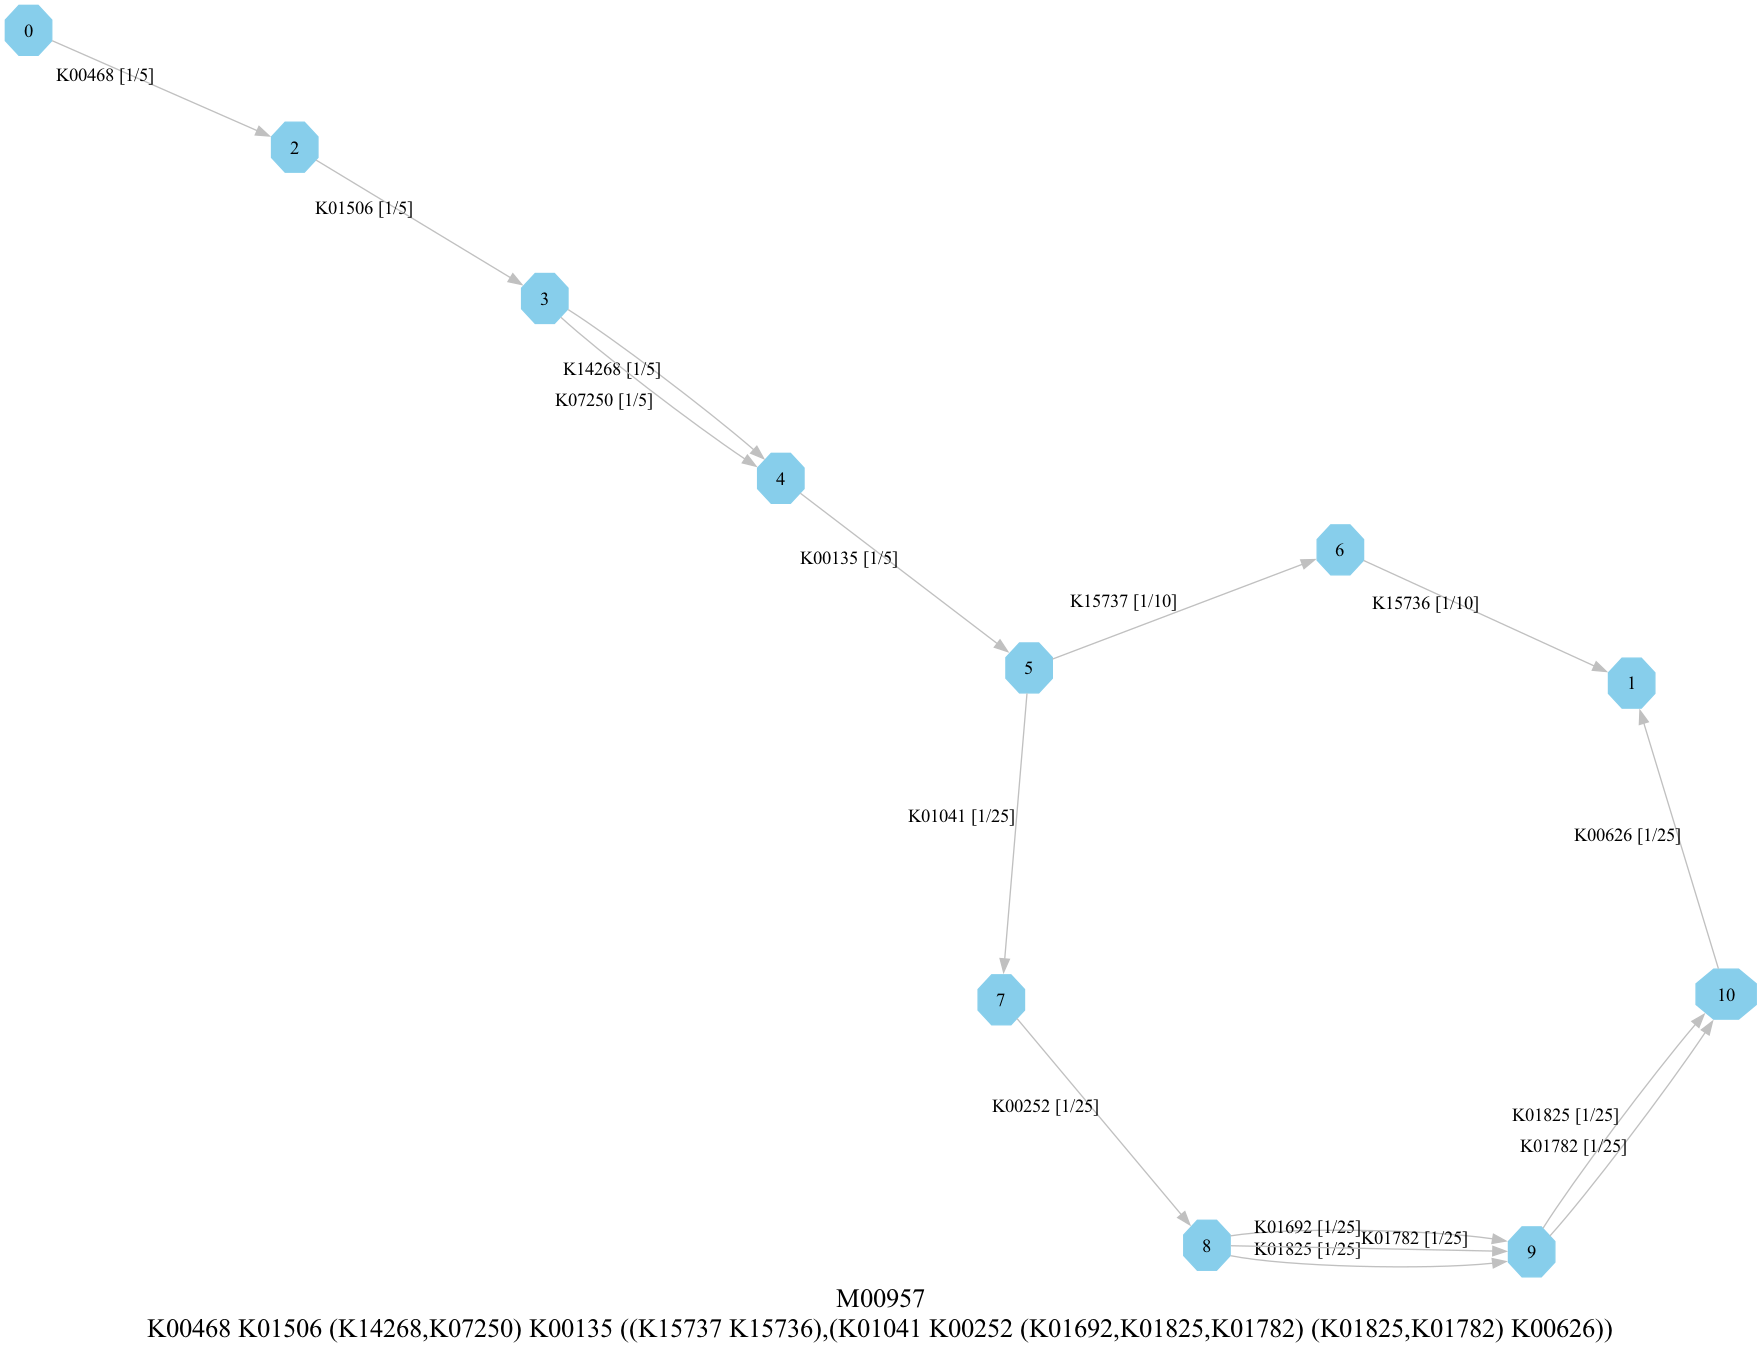 0
K00468 [1/5]
2
K01506 [1/5]
3
K14268 [1/5]
K07250 [1/5]
4
K00135 [1/5]
6
K15737 [1/10]
K15736 [1/10]
5
1
K01041 [1/25]
K00626 [1/25]
7
10
K00252 [1/25]
K01825 [1/25]
K01782 [1/25]
K01692 [1/25]
K01782 [1/25]
K01825 [1/25]
8
9
M00957
K00468 K01506 (K14268,K07250) K00135 ((K15737 K15736),(K01041 K00252 (K01692,K01825,K01782) (K01825,K01782) K00626))